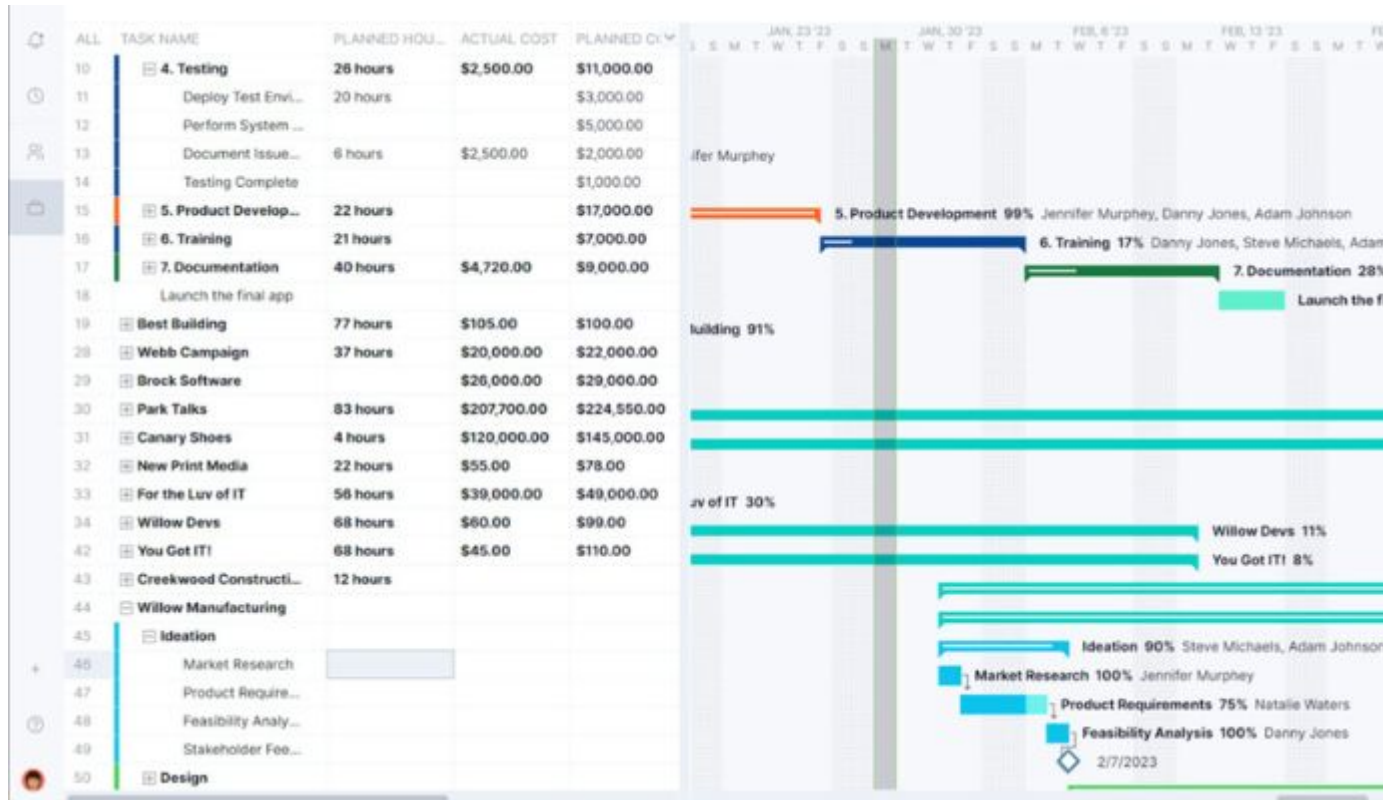 ALL TASK NAME PLANNED HOU... ACTUAL COST PLANNED CO
JAN, 23 '23 JAN, 30 '23 FEB, 6 '23 FEB, 13 '23
S S M T W T F S S M T W T F S S M T W T F S S M T W T F S S M T W
10 4. Testing 26 hours $2,500.00 $11,000.00
11 Deploy Test Envi... 20 hours $3,000.00
12 Perform System ... $5,000.00
13 Document Issue... 6 hours $2,500.00 $2,000.00 ifer Murphey
14 Testing Complete $1,000.00
15 5. Product Develop... 22 hours $17,000.00 5. Product Development 99% Jennifer Murphey, Danny Jones, Adam Johnson
16 6. Training 21 hours $7,000.00 6. Training 17% Danny Jones, Steve Michaels, Adam
17 7. Documentation 40 hours $4,720.00 $9,000.00 7. Documentation 28%
18 Launch the final app Launch the f
19 Best Building 77 hours $105.00 $100.00 uilding 91%
28 Webb Campaign 37 hours $20,000.00 $22,000.00
29 Brock Software $26,000.00 $29,000.00
30 Park Talks 83 hours $207,700.00 $224,550.00
31 Canary Shoes 4 hours $120,000.00 $145,000.00
32 New Print Media 22 hours $55.00 $78.00
33 For the Luv of IT 56 hours $39,000.00 $49,000.00 uv of IT 30%
34 Willow Devs 68 hours $60.00 $99.00 Willow Devs 11%
42 You Got IT! 68 hours $45.00 $110.00 You Got IT! 8%
43 Creekwood Constructi... 12 hours
44 Willow Manufacturing
45 Ideation Ideation 90% Steve Michaels, Adam Johnson
46 Market Research Market Research 100% Jennifer Murphey
47 Product Require... Product Requirements 75% Natalie Waters
48 Feasibility Analy... Feasibility Analysis 100% Danny Jones
49 Stakeholder Fee... 2/7/2023
50 Design